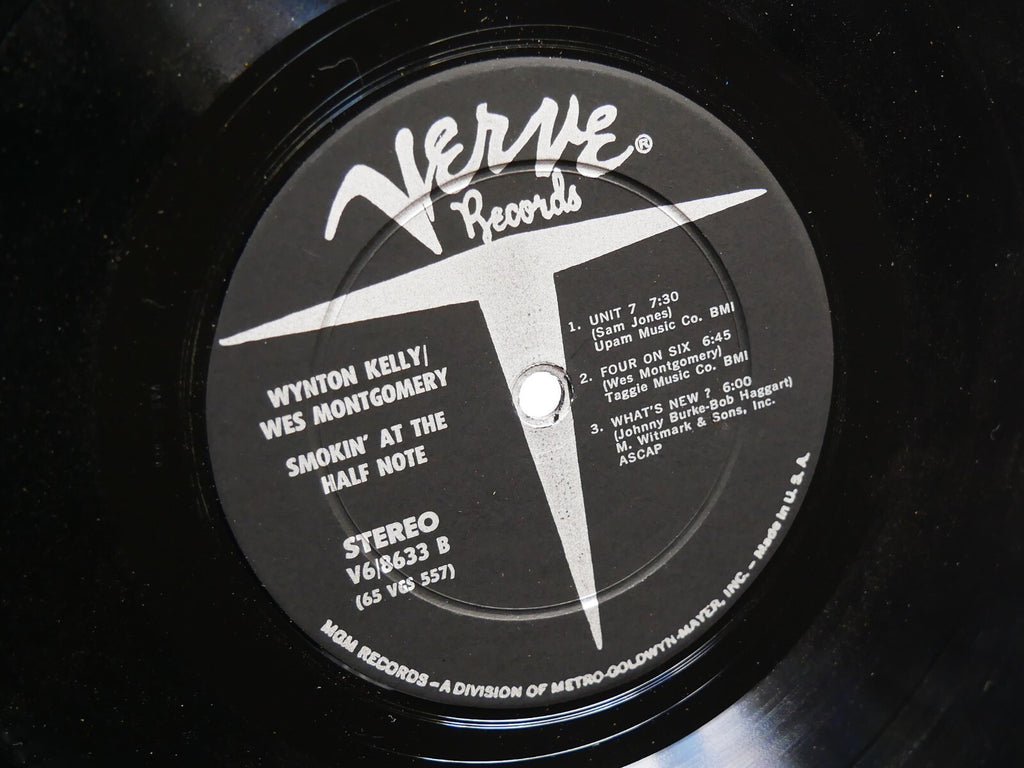 Verve®
Records
WYNTON KELLY/
WES MONTGOMERY
SMOKIN' AT THE
HALF NOTE
STEREO
V6/8633 B
(65 VGS 557)
1. UNIT 7 7:30
(Sam Jones)
Upam Music Co. BMI
2. FOUR ON SIX 6:45
(Wes Montgomery)
Taggie Music Co. BMI
3. WHAT'S NEW ? 6:00
(Johnny Burke-Bob Haggart)
M. Witmark & Sons, Inc.
ASCAP
MGM RECORDS – A DIVISION OF METRO-GOLDWYN-MAYER, INC. – Made in U. S. A.